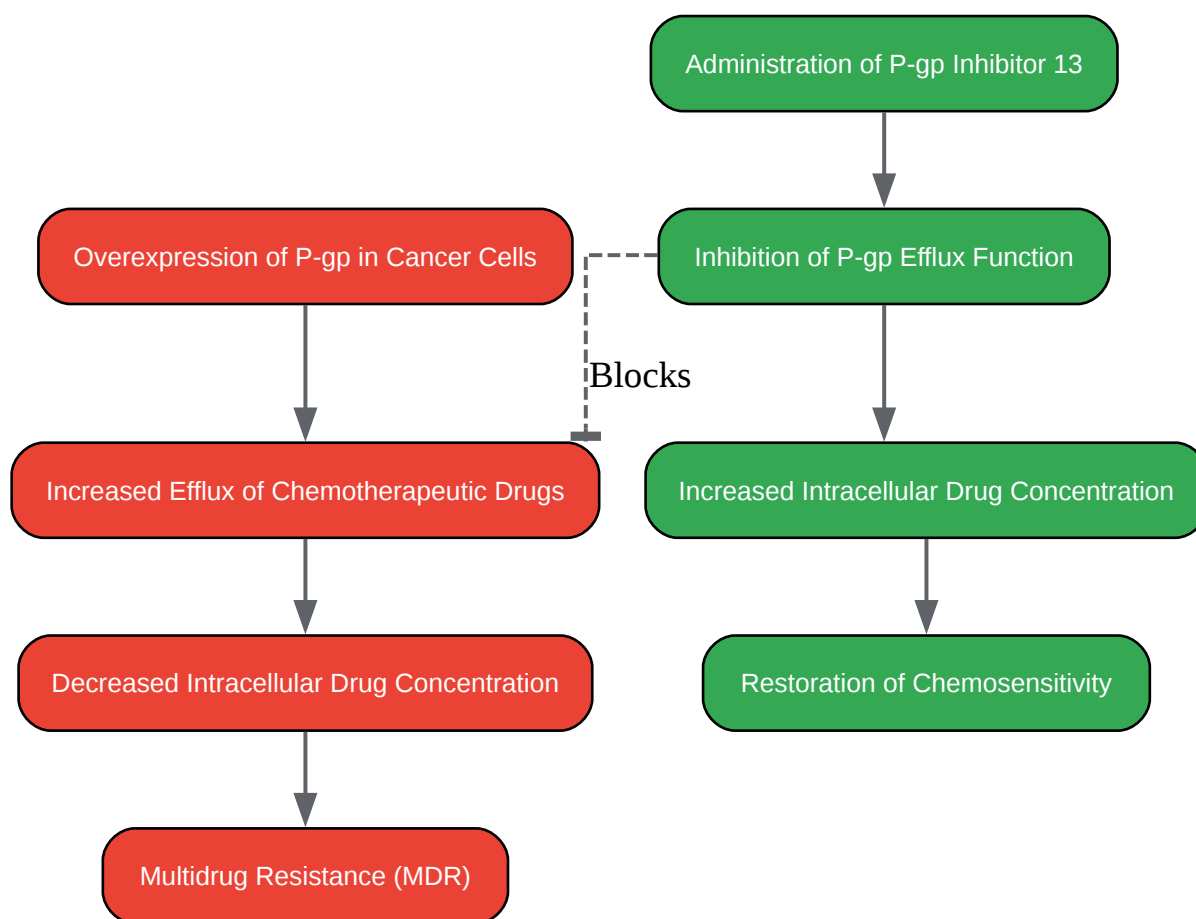 Administration of P-gp Inhibitor 13
Overexpression of P-gp in Cancer Cells
Inhibition of P-gp Efflux Function
Blocks
Increased Efflux of Chemotherapeutic Drugs
Increased Intracellular Drug Concentration
Decreased Intracellular Drug Concentration
Restoration of Chemosensitivity
Multidrug Resistance (MDR)